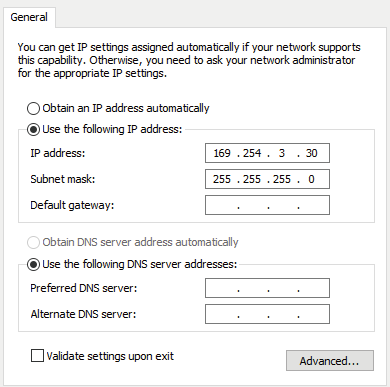 General
You can get IP settings assigned automatically if your network supports
this capability. Otherwise, you need to ask your network administrator
for the appropriate IP settings.
Obtain an IP address automatically
Use the following IP address:
IP address: 169 . 254 . 3 . 30
Subnet mask: 255 . 255 . 255 . 0
Default gateway: . . .
Obtain DNS server address automatically
Use the following DNS server addresses:
Preferred DNS server: . . .
Alternate DNS server: . . .
Validate settings upon exit
Advanced...